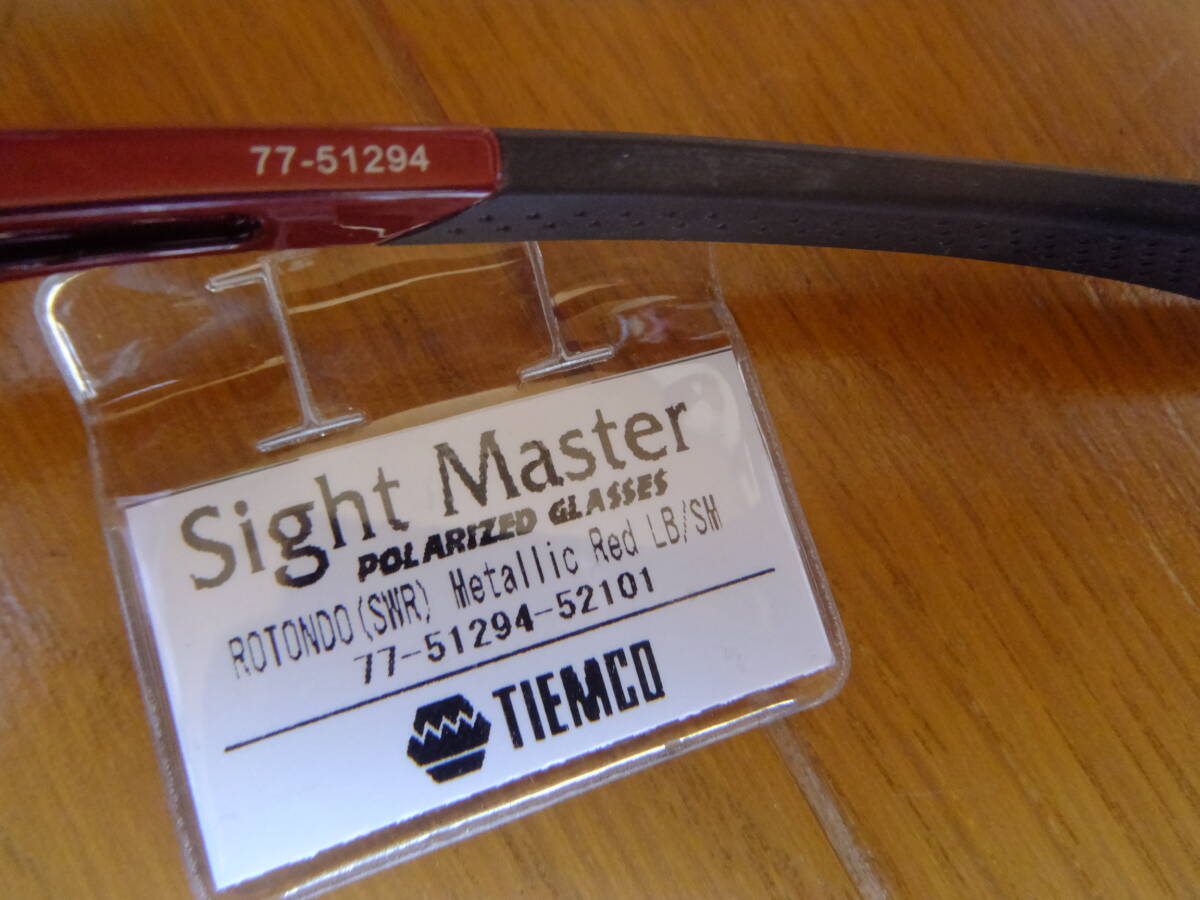 77-51294
Sight Master
POLARIZED GLASSES
ROTONDO(SWR) Metallic Red LB/SM
77-51294-52101
TIEMCO